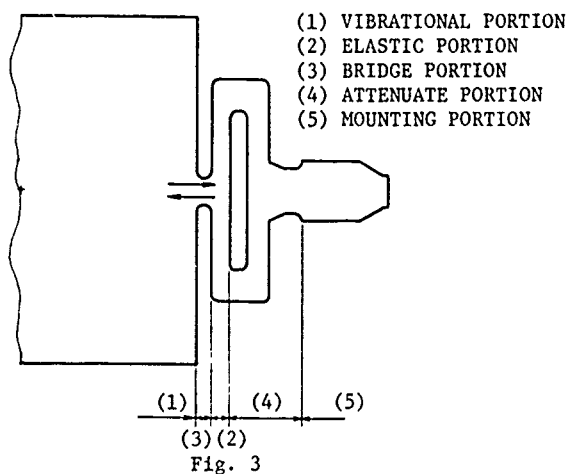 (1) VIBRATIONAL PORTION
(2) ELASTIC PORTION
(3) BRIDGE PORTION
(4) ATTENUATE PORTION
(5) MOUNTING PORTION
(1) (4) (5)
(3) (2)
Fig. 3